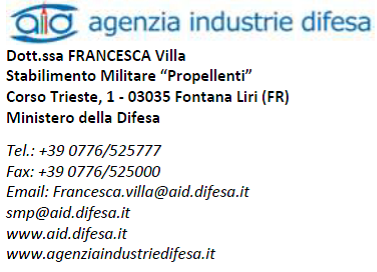 aid agenzia industrie difesa
Dott.ssa FRANCESCA Villa
Stabilimento Militare “Propellenti”
Corso Trieste, 1 - 03035 Fontana Liri (FR)
Ministero della Difesa
Tel.: +39 0776/525777
Fax: +39 0776/525000
Email: Francesca.villa@aid.difesa.it
smp@aid.difesa.it
www.aid.difesa.it
www.agenziaindustriedifesa.it